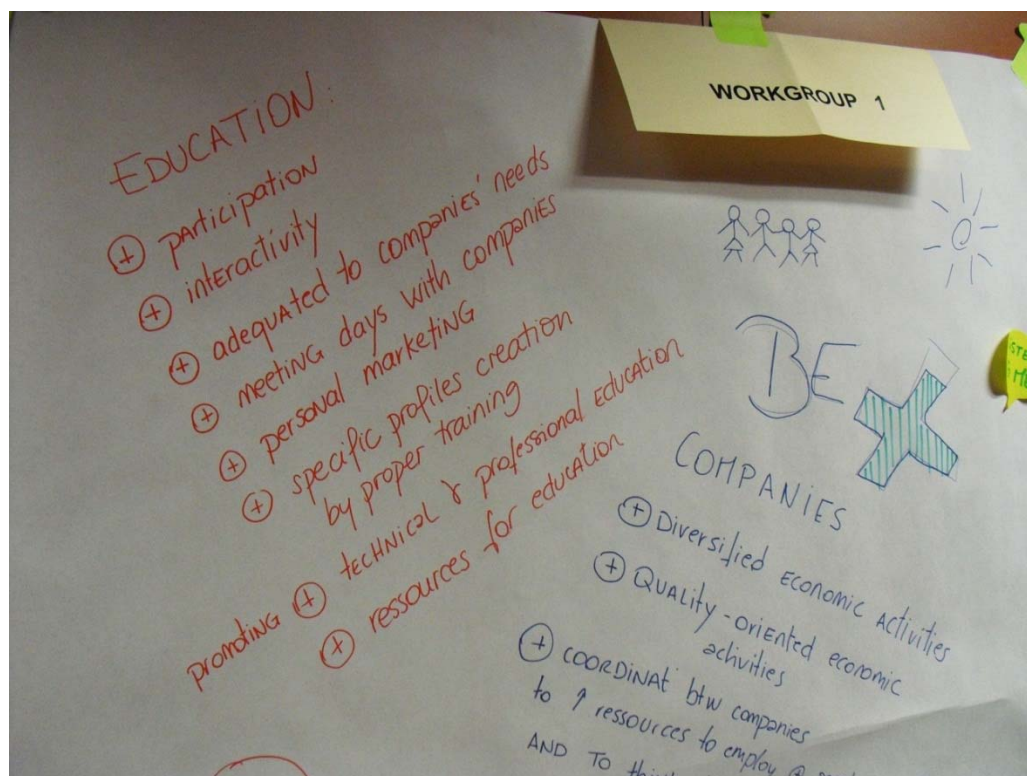 WORKGROUP 1
EDUCATION:
+ participation
+ interactivity
+ adequated to companies' needs
+ meeting days with companies
+ personal marketing
+ specific profiles creation
by proper training
promoting + technical & professional education
+ ressources for education
BE
COMPANIES
+ Diversified economic activities
+ Quality-oriented economic
activities
+ COORDINAT btw companies
to ↑ ressources to employ +
AND TO